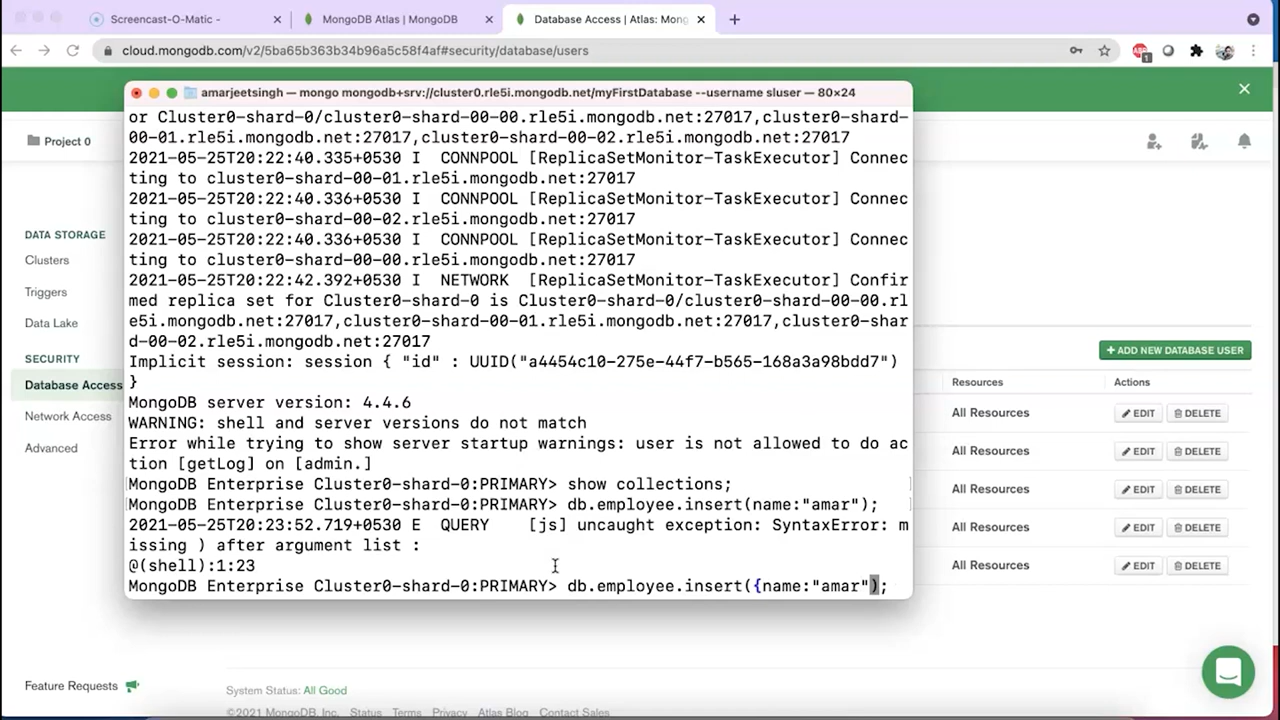 Screencast-O-Matic -
MongoDB Atlas | MongoDB
Database Access | Atlas: Mong
cloud.mongodb.com/v2/5ba65b363b34b96a5c58f4af#security/database/users
amarjeetsingh — mongo mongodb+srv://cluster0.rle5i.mongodb.net/myFirstDatabase --username sluser — 80×24
or Cluster0-shard-0/cluster0-shard-00-00.rle5i.mongodb.net:27017,cluster0-shard-
00-01.rle5i.mongodb.net:27017,cluster0-shard-00-02.rle5i.mongodb.net:27017
2021-05-25T20:22:40.335+0530 I  CONNPOOL [ReplicaSetMonitor-TaskExecutor] Connec
ting to cluster0-shard-00-01.rle5i.mongodb.net:27017
2021-05-25T20:22:40.336+0530 I  CONNPOOL [ReplicaSetMonitor-TaskExecutor] Connec
ting to cluster0-shard-00-02.rle5i.mongodb.net:27017
2021-05-25T20:22:40.336+0530 I  CONNPOOL [ReplicaSetMonitor-TaskExecutor] Connec
ting to cluster0-shard-00-00.rle5i.mongodb.net:27017
2021-05-25T20:22:42.392+0530 I  NETWORK  [ReplicaSetMonitor-TaskExecutor] Confir
med replica set for Cluster0-shard-0 is Cluster0-shard-0/cluster0-shard-00-00.rl
e5i.mongodb.net:27017,cluster0-shard-00-01.rle5i.mongodb.net:27017,cluster0-shar
d-00-02.rle5i.mongodb.net:27017
Implicit session: session { "id" : UUID("a4454c10-275e-44f7-b565-168a3a98bdd7")
}
MongoDB server version: 4.4.6
WARNING: shell and server versions do not match
Error while trying to show server startup warnings: user is not allowed to do ac
tion [getLog] on [admin.]
MongoDB Enterprise Cluster0-shard-0:PRIMARY> show collections;
MongoDB Enterprise Cluster0-shard-0:PRIMARY> db.employee.insert(name:"amar");
2021-05-25T20:23:52.719+0530 E  QUERY    [js] uncaught exception: SyntaxError: m
issing ) after argument list :
@(shell):1:23
MongoDB Enterprise Cluster0-shard-0:PRIMARY> db.employee.insert({name:"amar");
Project 0
DATA STORAGE
Clusters
Triggers
Data Lake
SECURITY
Database Access
Network Access
Advanced
Feature Requests
+ ADD NEW DATABASE USER
Resources Actions
All Resources EDIT DELETE
All Resources EDIT DELETE
All Resources EDIT DELETE
All Resources EDIT DELETE
All Resources EDIT DELETE
System Status: All Good
©2021 MongoDB, Inc. Status Terms Privacy Atlas Blog Contact Sales
ABP
1